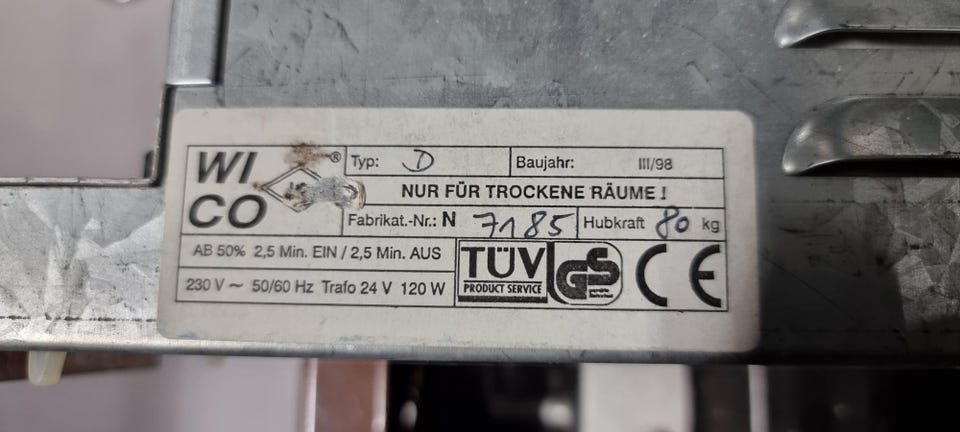 WI
CO
®
Typ: D
Baujahr: III/98
NUR FÜR TROCKENE RÄUME!
Fabrikat.-Nr.: N 7185
Hubkraft 80 kg
AB 50% 2,5 Min. EIN / 2,5 Min. AUS
230 V ~ 50/60 Hz Trafo 24 V 120 W
TÜV
PRODUCT SERVICE
GS
geprüfte
Sicherheit
CE